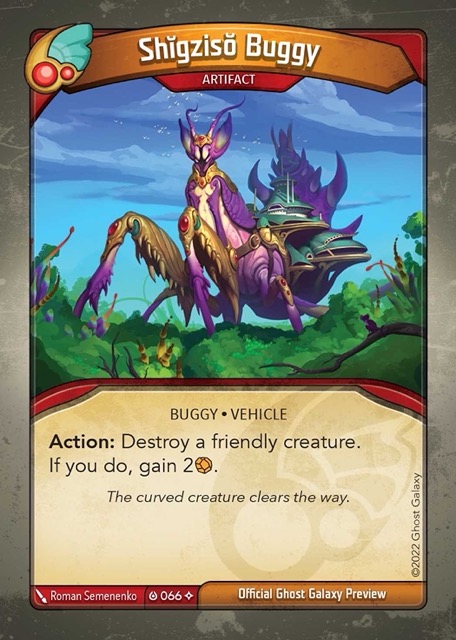 Shĭgzisŏ Buggy
ARTIFACT
BUGGY • VEHICLE
Action: Destroy a friendly creature.
If you do, gain 2.
The curved creature clears the way.
©2022 Ghost Galaxy
Roman Semenenko
066
Official Ghost Galaxy Preview